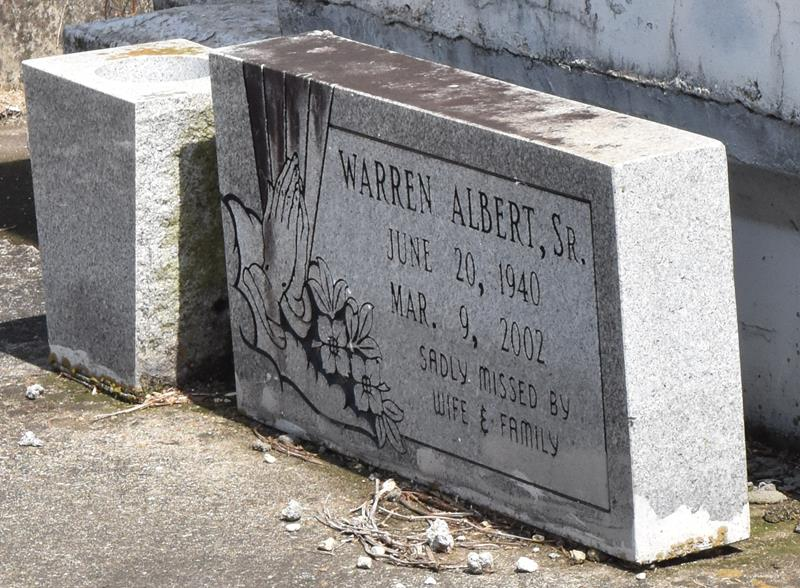 WARREN ALBERT, SR.
JUNE 20, 1940
MAR. 9, 2002
SADLY MISSED BY
WIFE & FAMILY